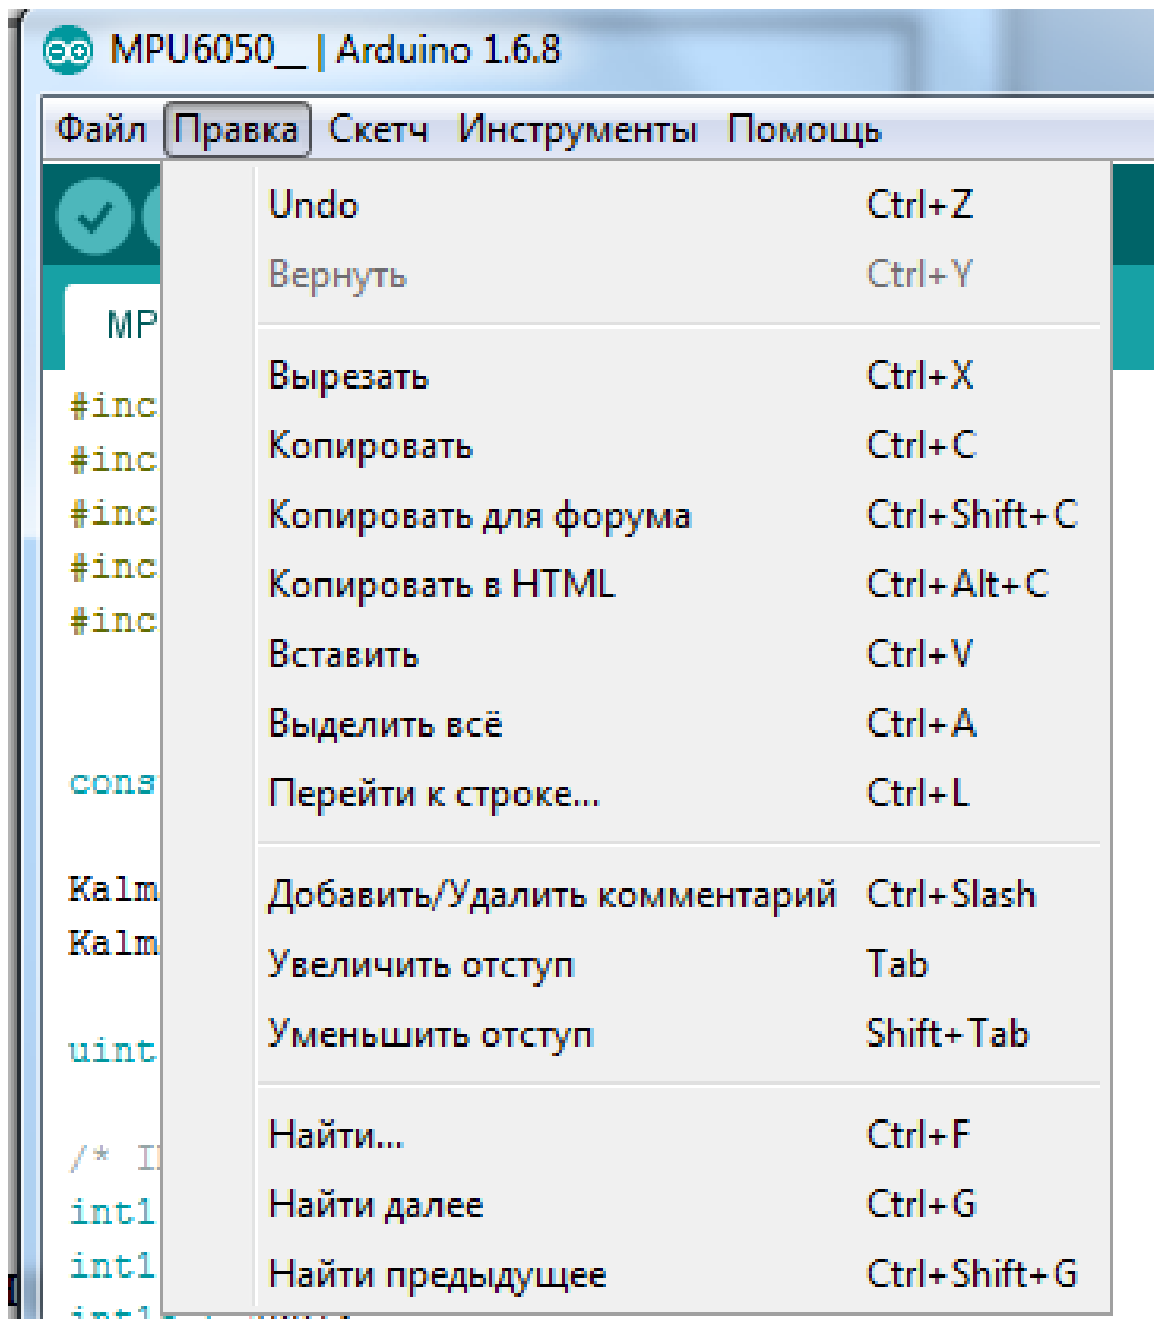 MPU6050__ | Arduino 1.6.8
Файл Правка Скетч Инструменты Помощь
Undo Ctrl+Z
Вернуть Ctrl+Y
MP
Вырезать Ctrl+X
#inc
Копировать Ctrl+C
#inc
Копировать для форума Ctrl+Shift+C
#inc
Копировать в HTML Ctrl+Alt+C
#inc
#inc
Вставить Ctrl+V
Выделить всё Ctrl+A
cons
Перейти к строке... Ctrl+L
Kalm
Добавить/Удалить комментарий Ctrl+Slash
Kalm
Увеличить отступ Tab
Уменьшить отступ Shift+Tab
uint
Найти... Ctrl+F
/* I
Найти далее Ctrl+G
int1
Найти предыдущее Ctrl+Shift+G
int1
int1